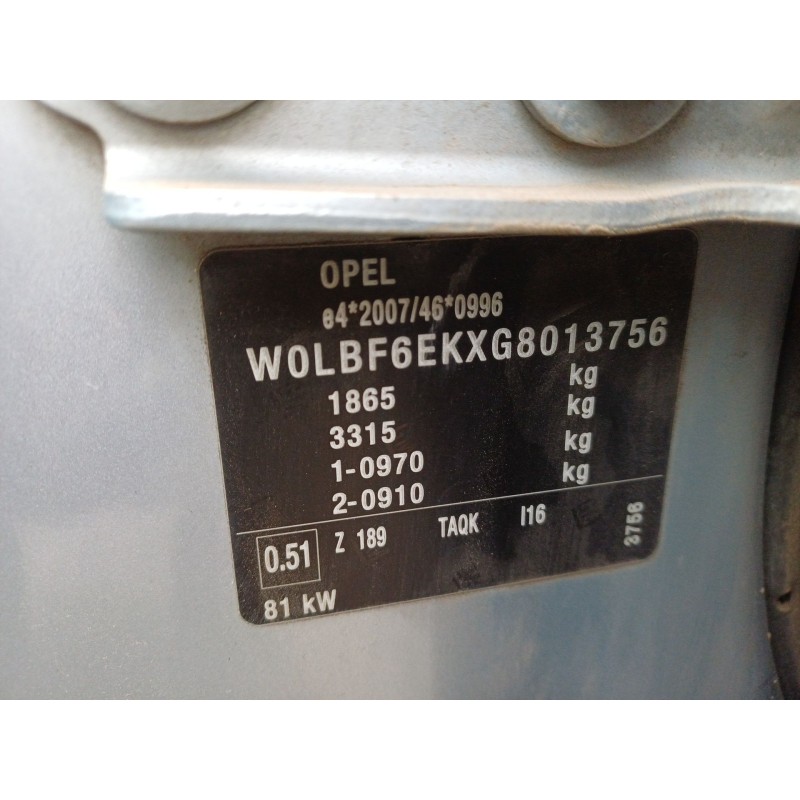 OPEL
e4*2007/46*0996
W0LBF6EKXG8013756
1865 kg
3315 kg
1-0970 kg
2-0910 kg
0.51 Z 189 TAQK I16 3756
81 kW